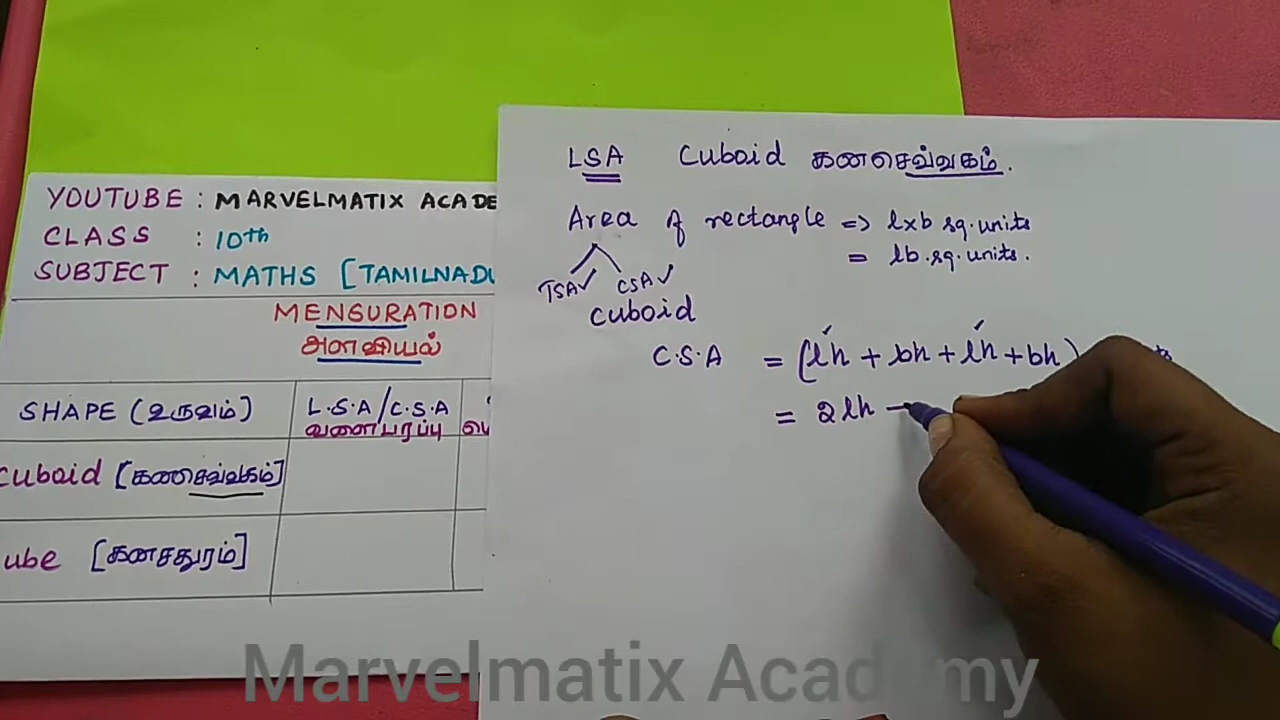 YOUTUBE : MARVELMATIX ACADE
CLASS : 10th
SUBJECT : MATHS [TAMILNADU
MENSURATION
அளவியல்
SHAPE (உருவம்)
L.S.A/C.S.A
வளைபரப்பு
cuboid [கனசெவ்வகம்]
ube [கனசதுரம்]
LSA Cuboid கனசெவ்வகம்.
Area of rectangle => lxb sq.units
= lb.sq.units.
TSA✓ CSA✓
cuboid
C.S.A = (lh + bh + lh + bh)
= 2lh
Marvelmatix Academy